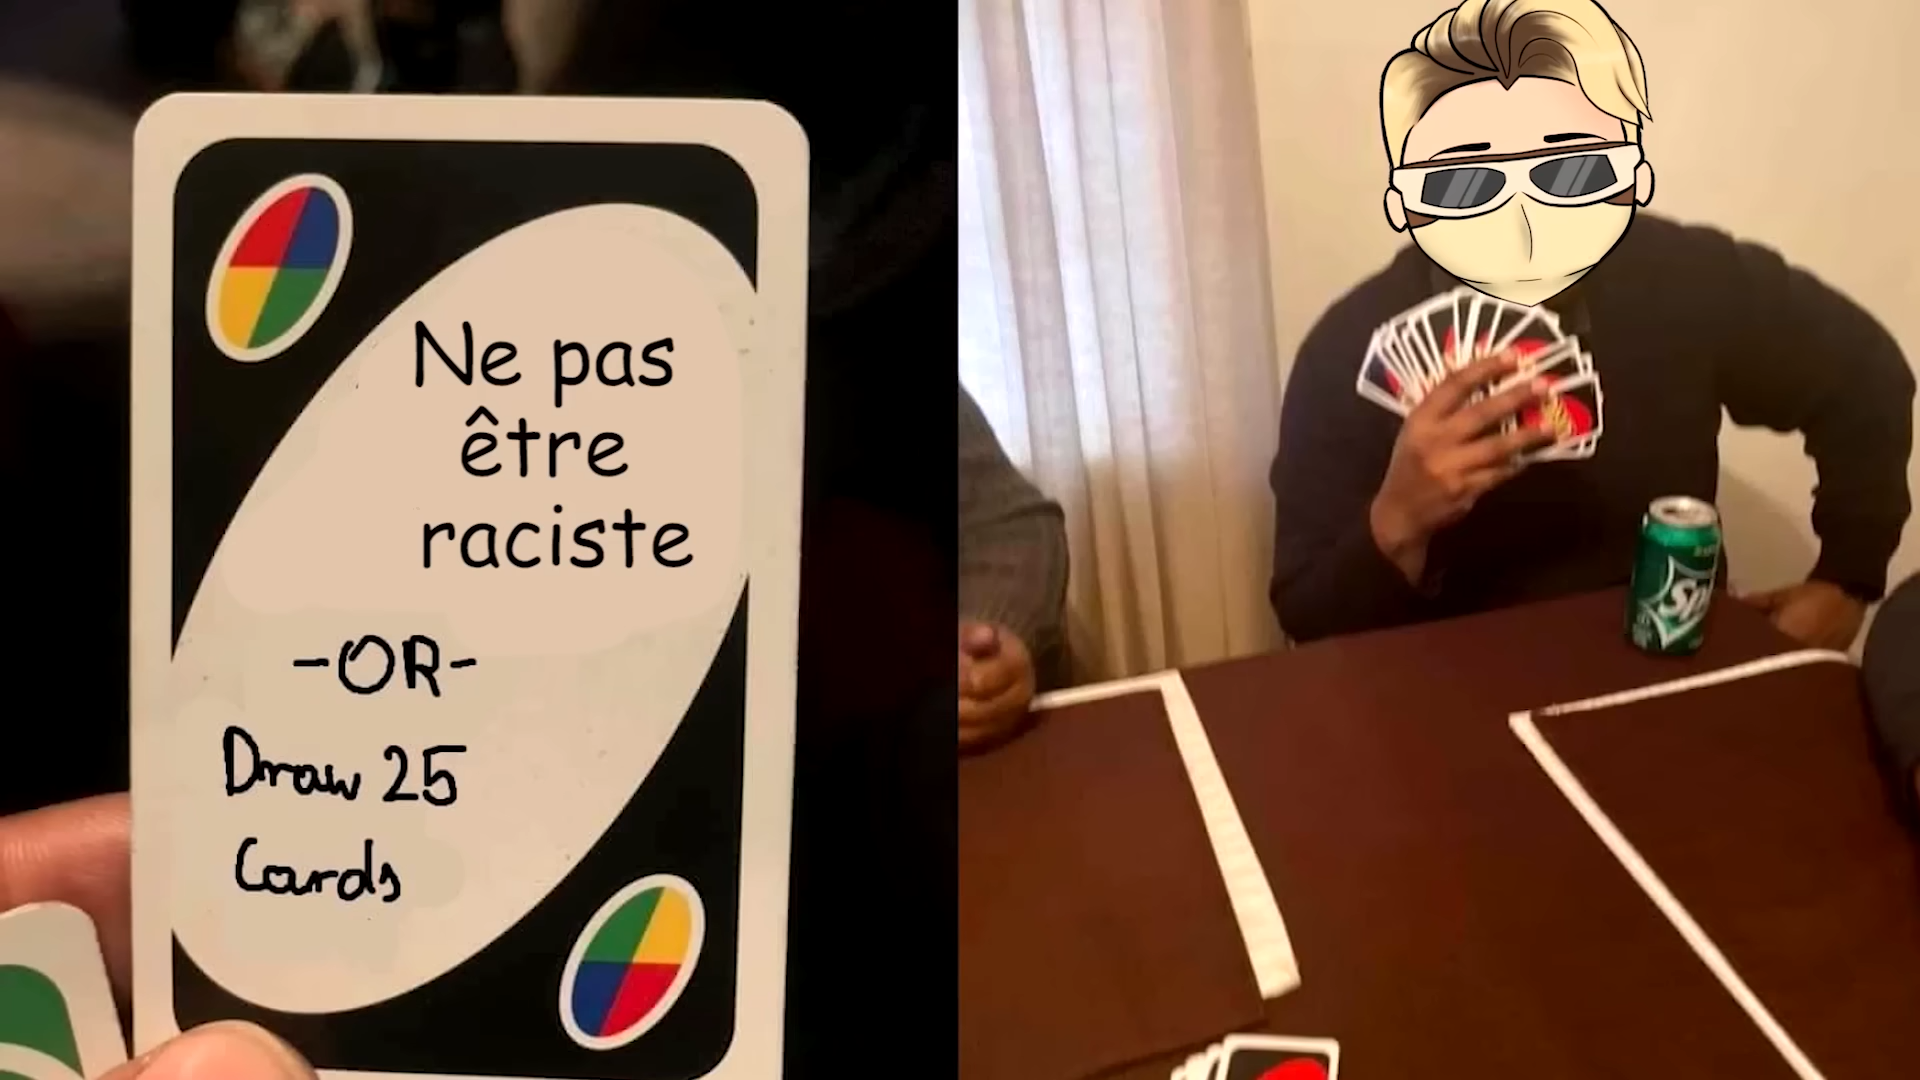 Ne pas
être
raciste
-OR-
Draw 25
Cards